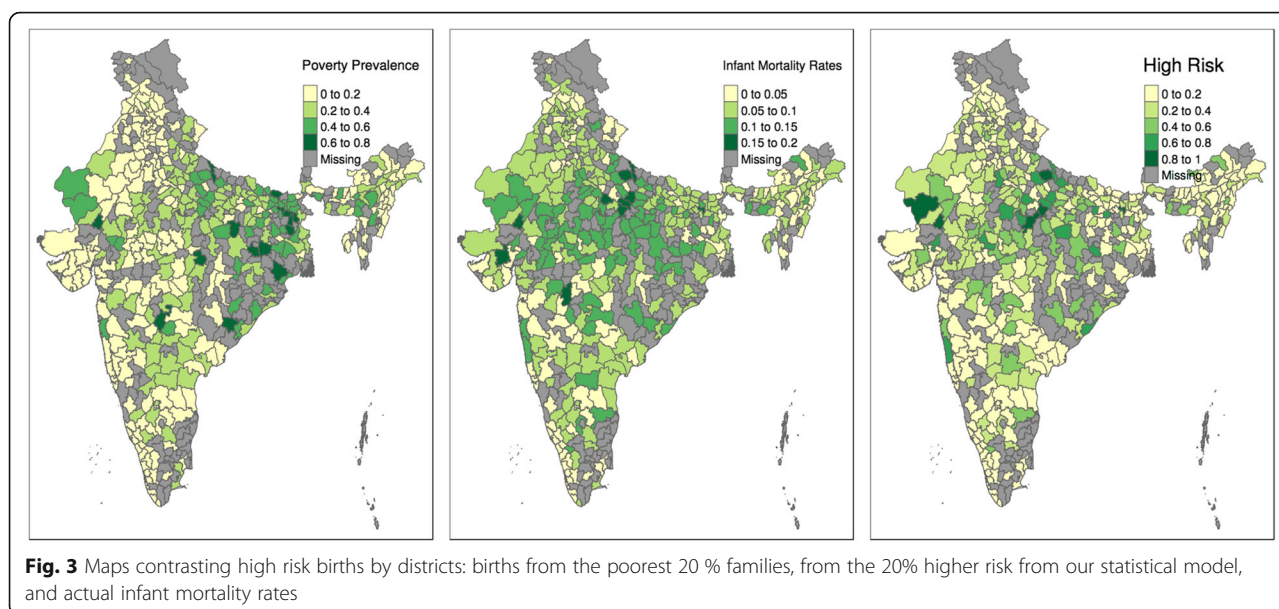 Poverty Prevalence
0 to 0.2
0.2 to 0.4
0.4 to 0.6
0.6 to 0.8
Missing
Infant Mortality Rates
0 to 0.05
0.05 to 0.1
0.1 to 0.15
0.15 to 0.2
Missing
High Risk
0 to 0.2
0.2 to 0.4
0.4 to 0.6
0.6 to 0.8
0.8 to 1
Missing
Fig. 3 Maps contrasting high risk births by districts: births from the poorest 20 % families, from the 20% higher risk from our statistical model,
and actual infant mortality rates